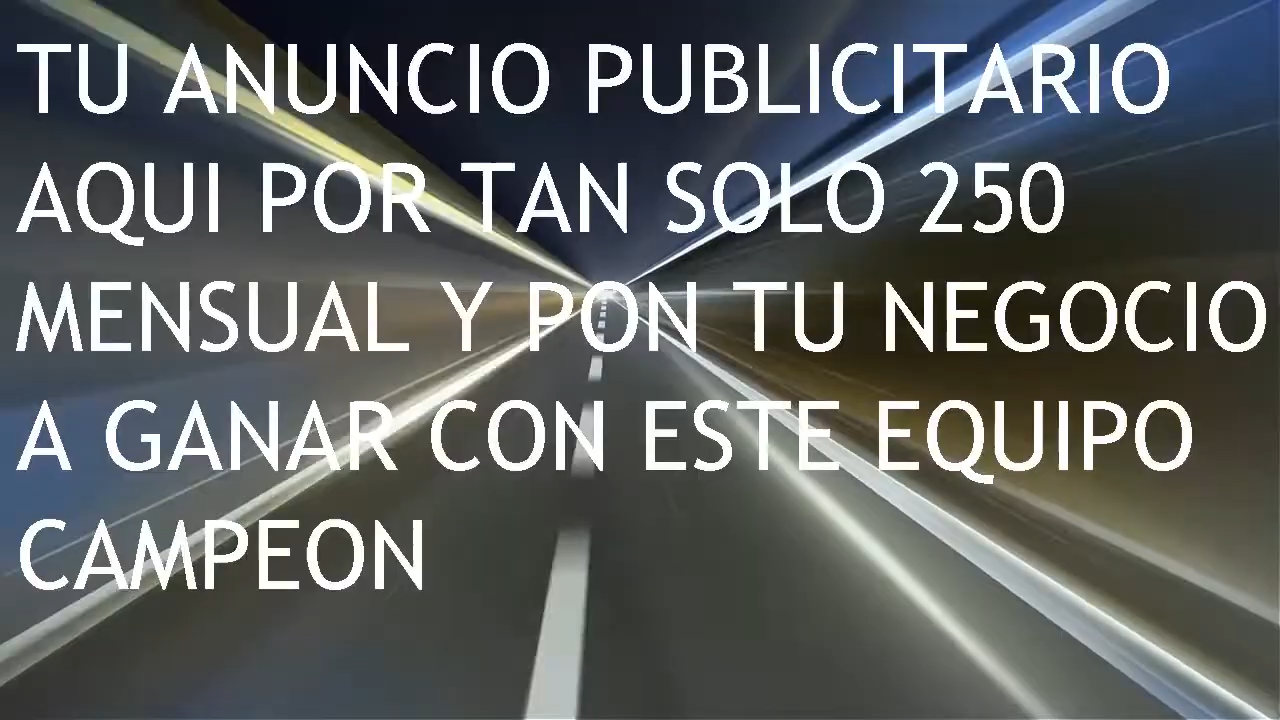 TU ANUNCIO PUBLICITARIO
AQUI POR TAN SOLO 250
MENSUAL Y PON TU NEGOCIO
A GANAR CON ESTE EQUIPO
CAMPEON